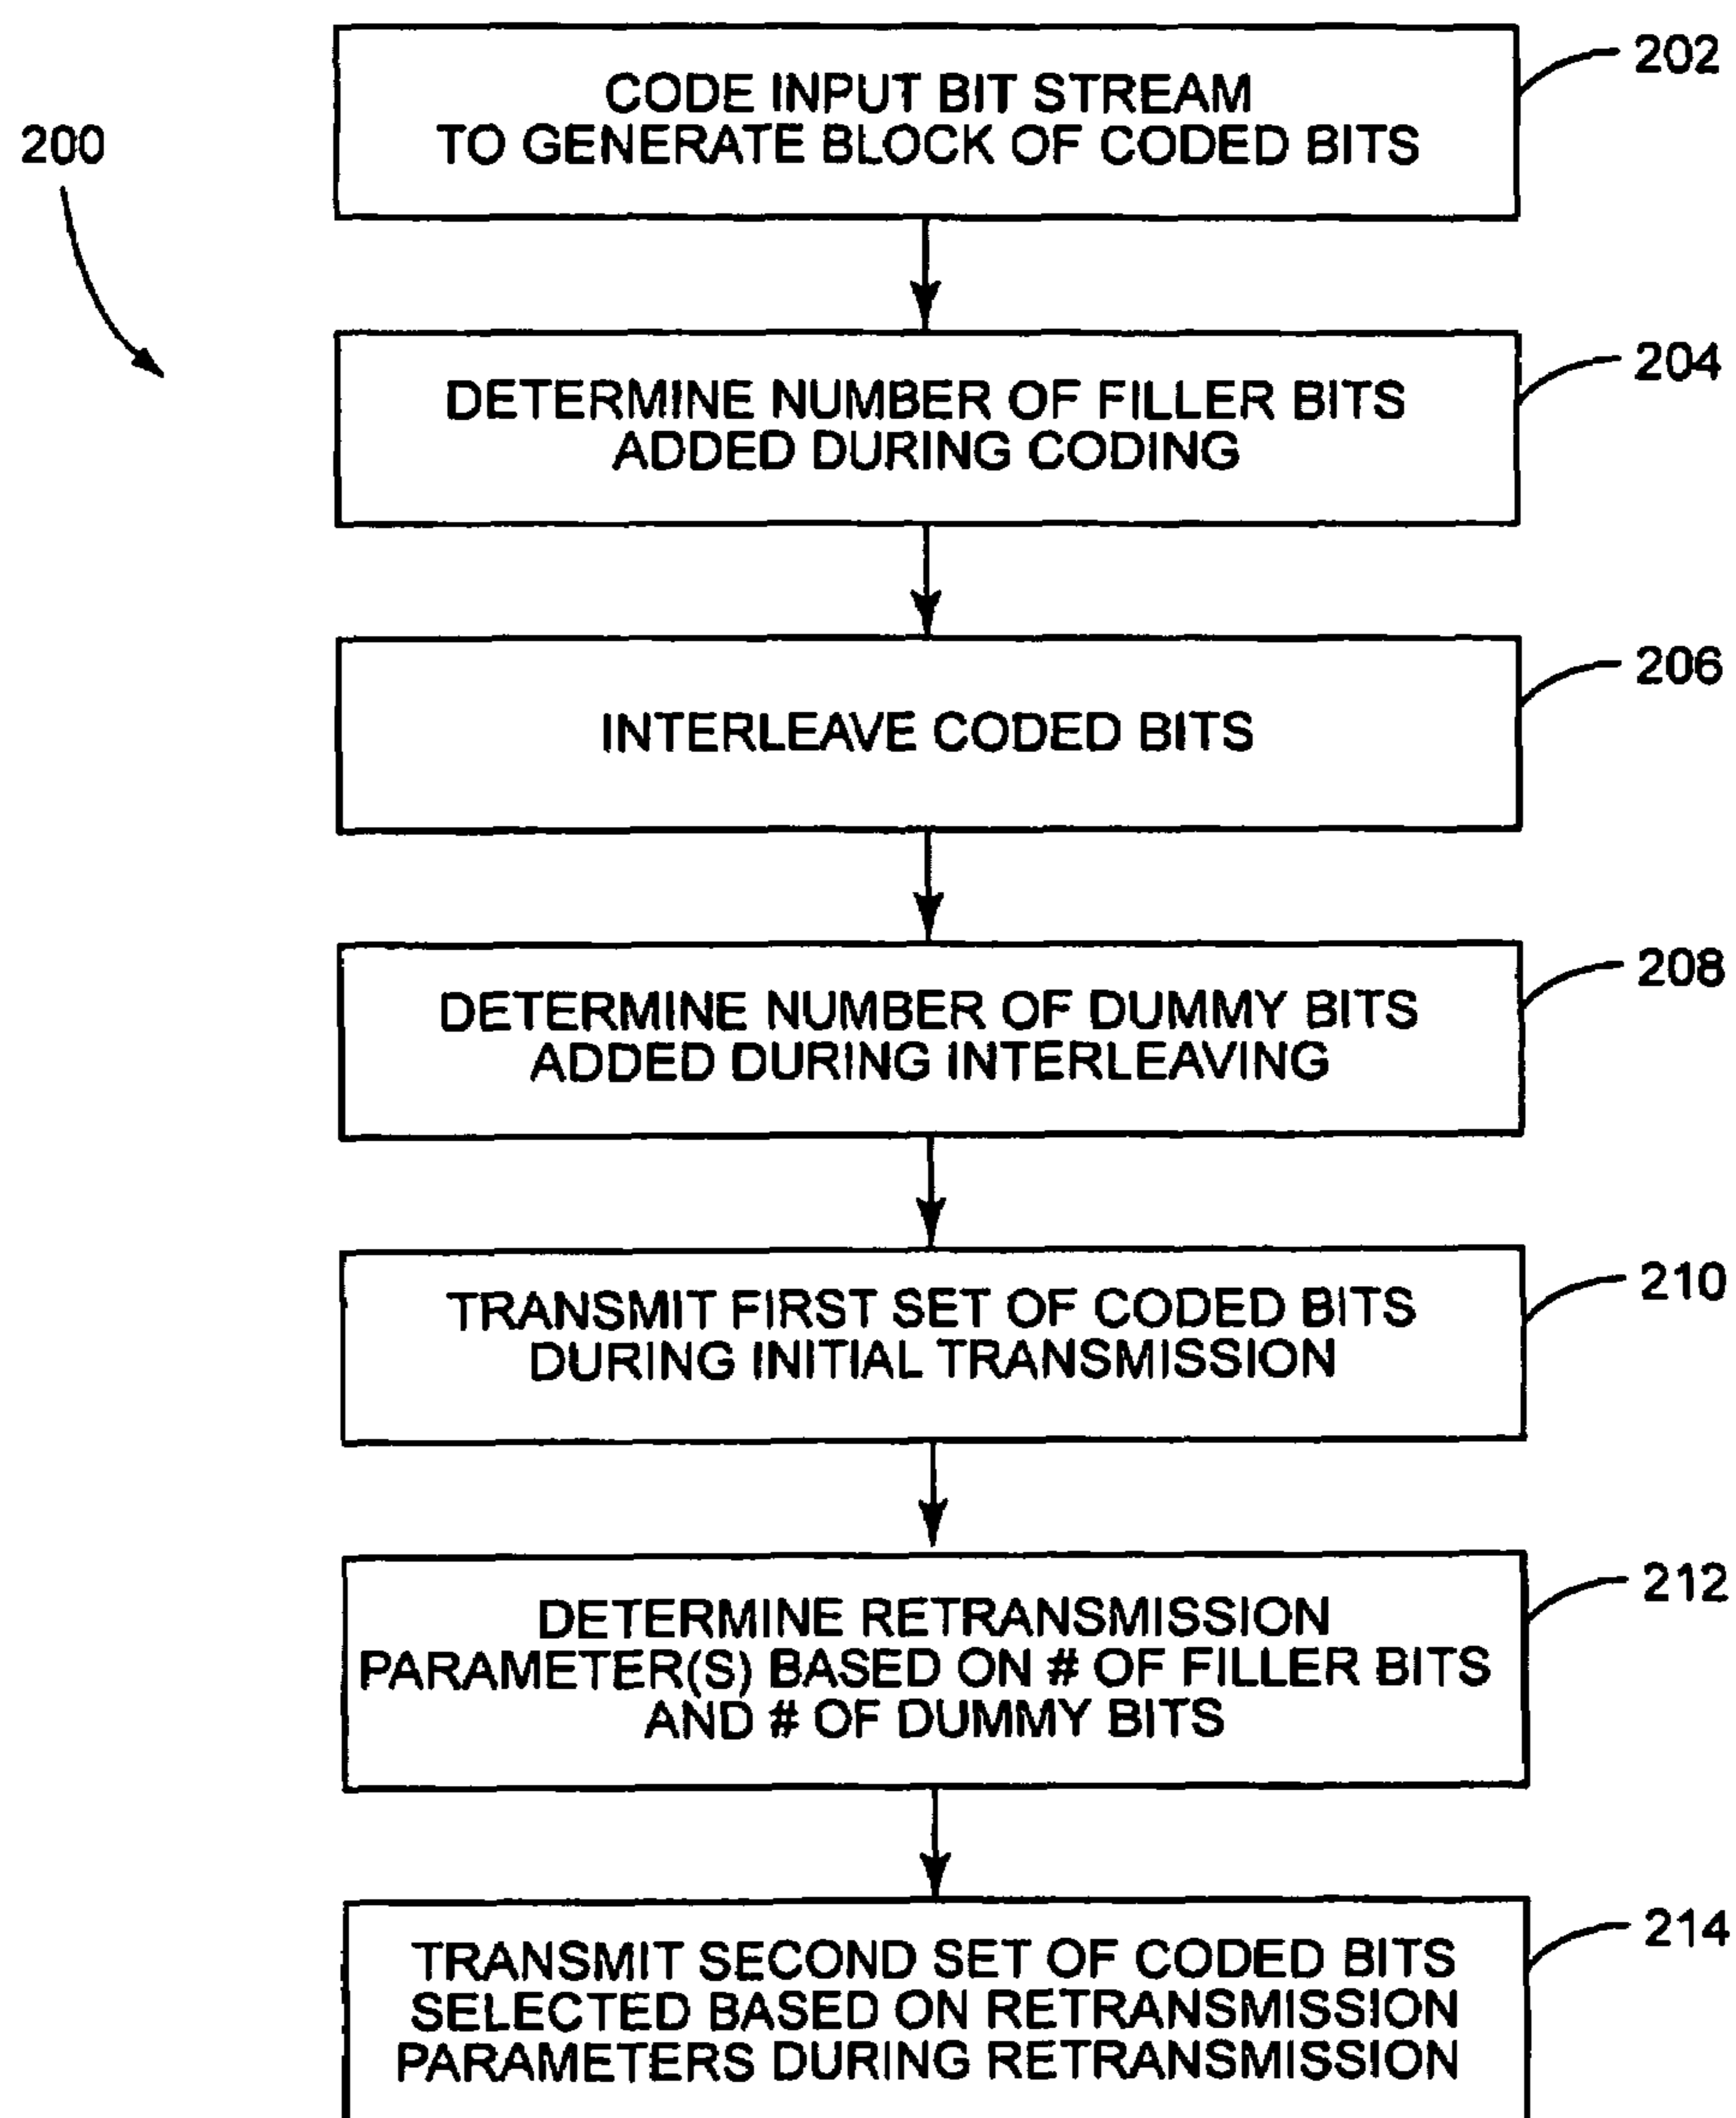 200
CODE INPUT BIT STREAM
TO GENERATE BLOCK OF CODED BITS
202
DETERMINE NUMBER OF FILLER BITS
ADDED DURING CODING
204
INTERLEAVE CODED BITS
206
DETERMINE NUMBER OF DUMMY BITS
ADDED DURING INTERLEAVING
208
TRANSMIT FIRST SET OF CODED BITS
DURING INITIAL TRANSMISSION
210
DETERMINE RETRANSMISSION
PARAMETER(S) BASED ON # OF FILLER BITS
AND # OF DUMMY BITS
212
TRANSMIT SECOND SET OF CODED BITS
SELECTED BASED ON RETRANSMISSION
PARAMETERS DURING RETRANSMISSION
214